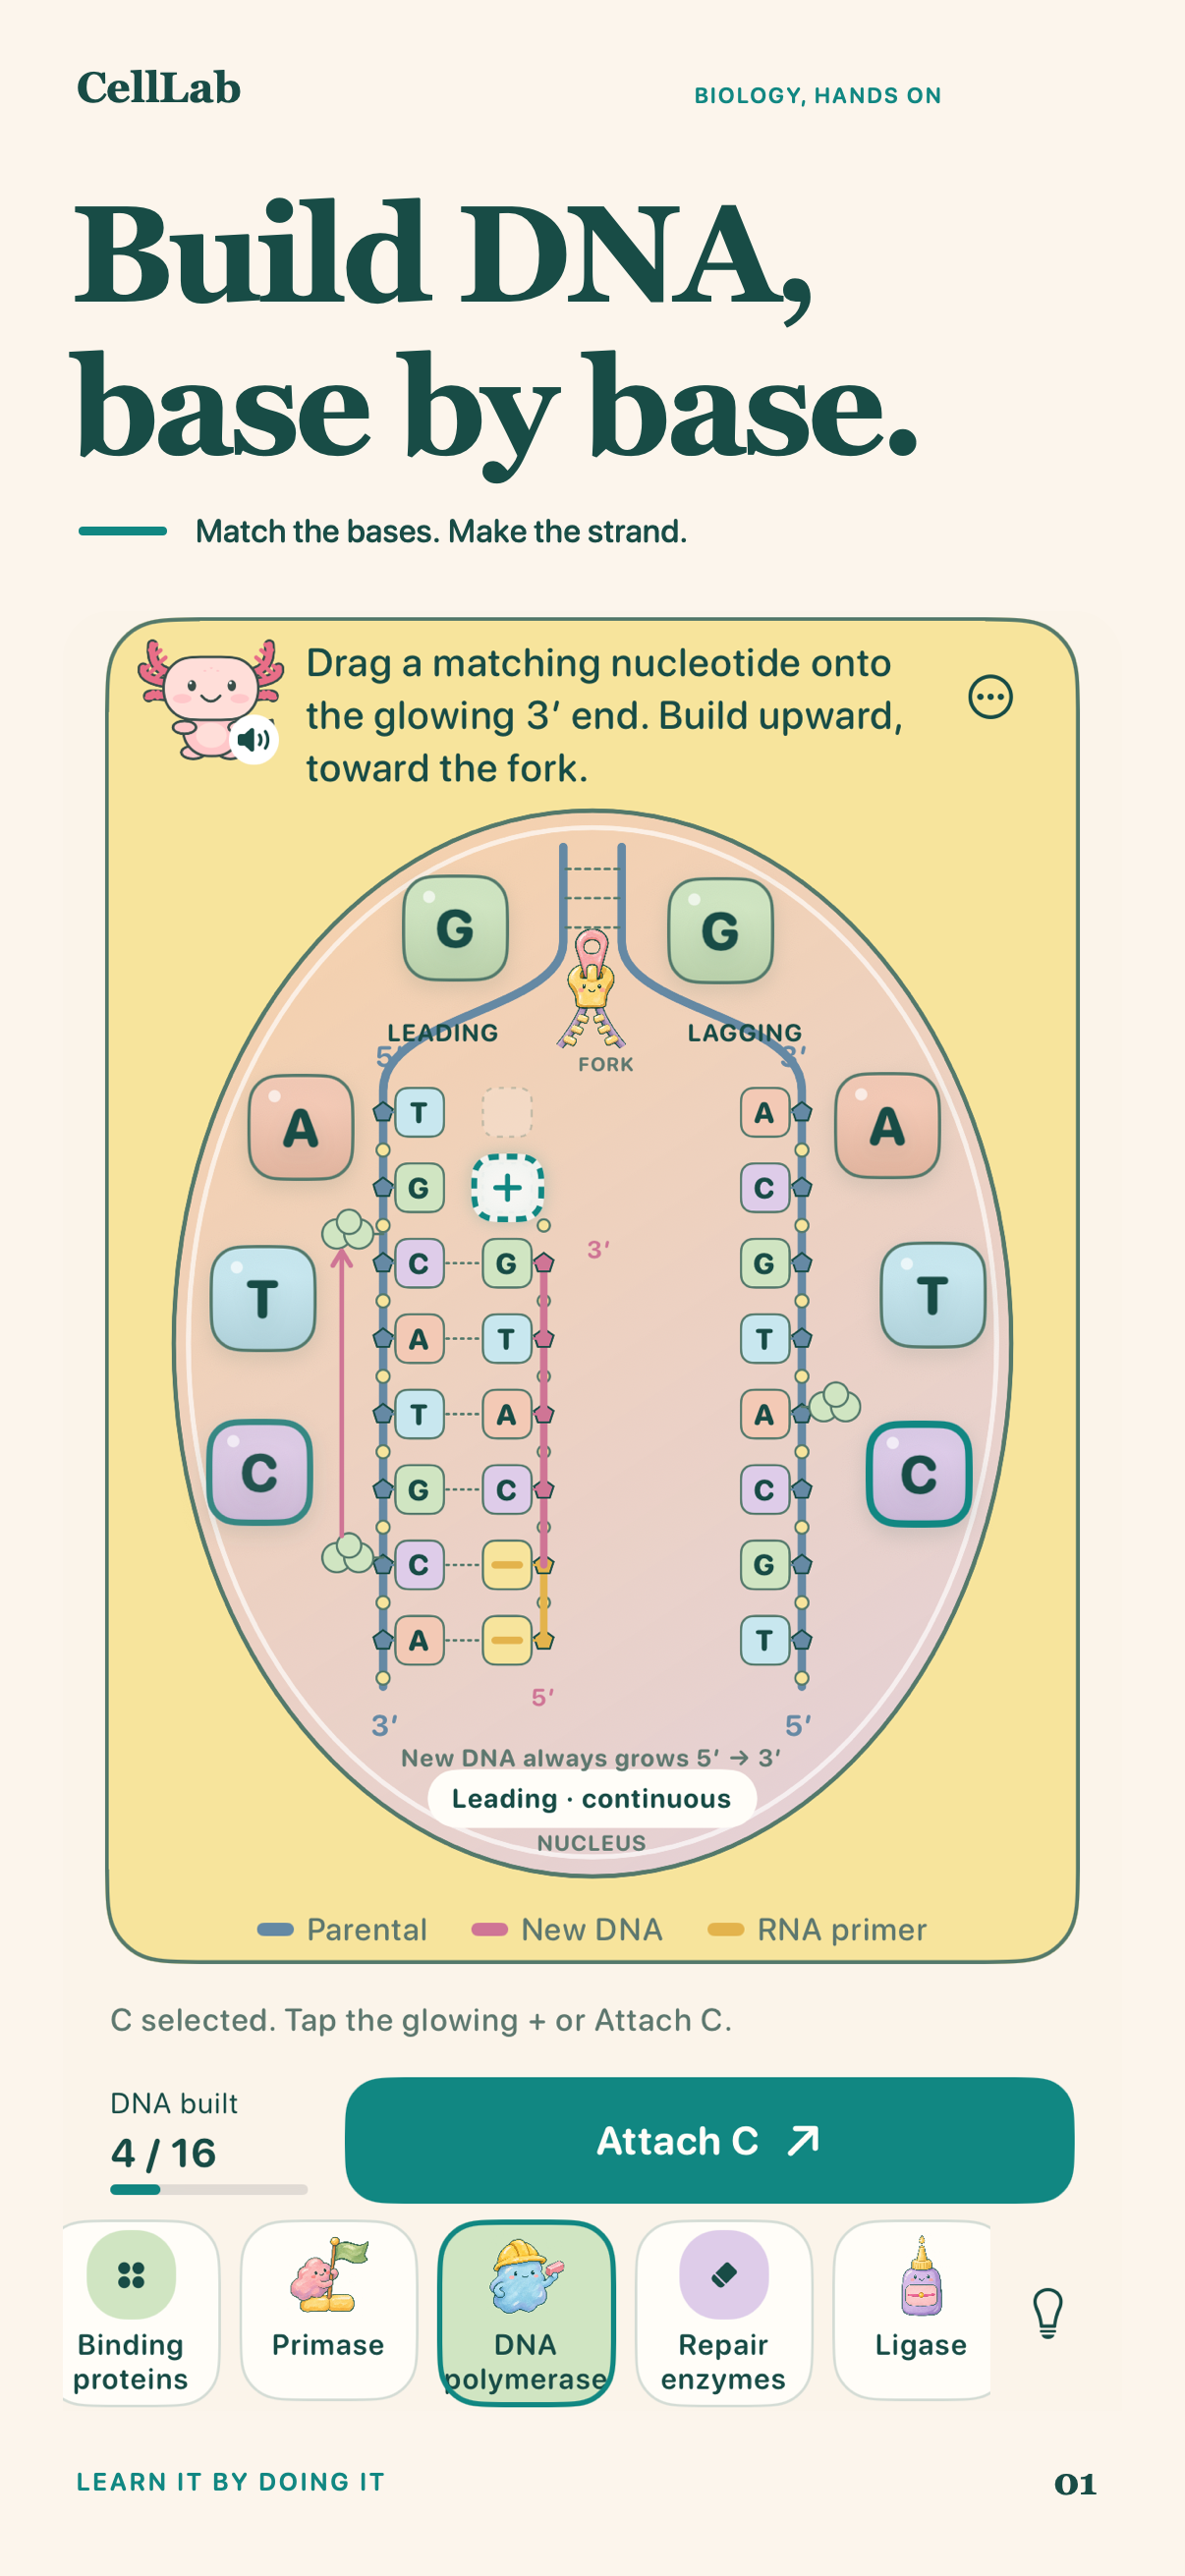 CellLab
BIOLOGY, HANDS ON
Build DNA,
base by base.
Match the bases. Make the strand.
Drag a matching nucleotide onto
the glowing 3′ end. Build upward,
toward the fork.
G G
LEADING LAGGING
5′ 3′
FORK
A A
T A
G + C
3′
C G G
T T
A T T
T A A
C C
G C C
C G
A T
5′
3′ 5′
New DNA always grows 5′ → 3′
Leading · continuous
NUCLEUS
Parental New DNA RNA primer
C selected. Tap the glowing + or Attach C.
DNA built
4 / 16
Attach C ↗
Binding
proteins
Primase
DNA
polymerase
Repair
enzymes
Ligase
LEARN IT BY DOING IT
01